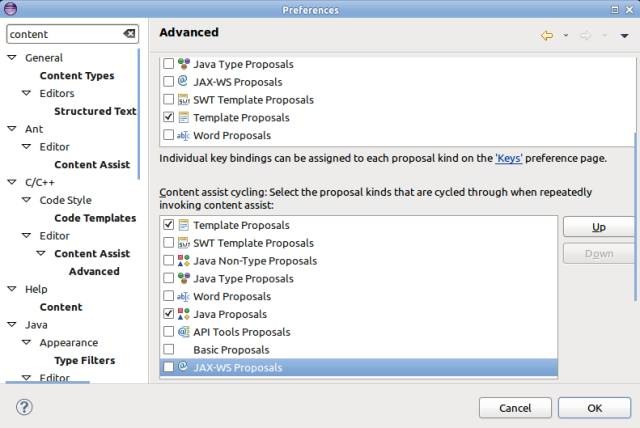 Preferences
content
Advanced
General
Content Types
Editors
Structured Text
Ant
Editor
Content Assist
C/C++
Code Style
Code Templates
Editor
Content Assist
Advanced
Help
Content
Java
Appearance
Type Filters
Editor
Java Type Proposals
JAX-WS Proposals
SWT Template Proposals
Template Proposals
Word Proposals
Individual key bindings can be assigned to each proposal kind on the 'Keys' preference page.
Content assist cycling: Select the proposal kinds that are cycled through when repeatedly
invoking content assist:
Template Proposals
SWT Template Proposals
Java Non-Type Proposals
Java Type Proposals
Word Proposals
Java Proposals
API Tools Proposals
Basic Proposals
JAX-WS Proposals
Up
Down
Cancel
OK